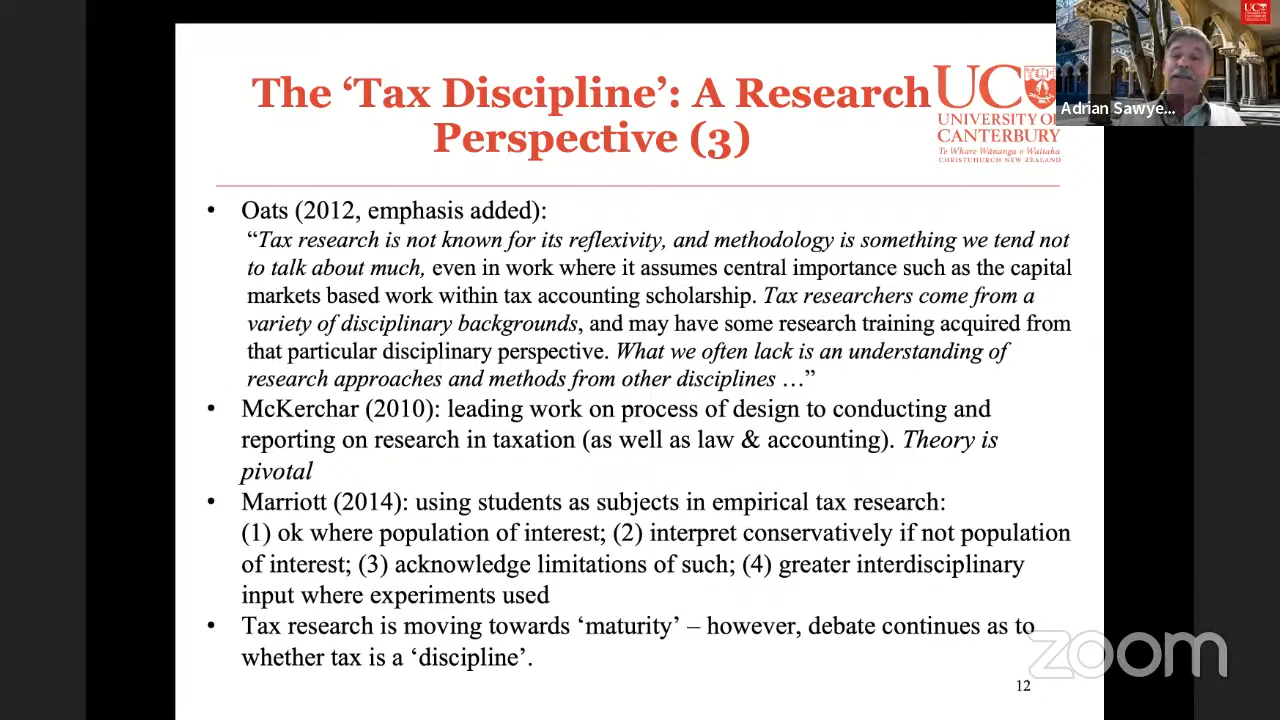 The ‘Tax Discipline’: A Research
Perspective (3)
UC
UNIVERSITY OF
CANTERBURY
Te Whare Wānanga o Waitaha
CHRISTCHURCH NEW ZEALAND
UC
Adrian Sawye...
• Oats (2012, emphasis added):
“Tax research is not known for its reflexivity, and methodology is something we tend not
to talk about much, even in work where it assumes central importance such as the capital
markets based work within tax accounting scholarship. Tax researchers come from a
variety of disciplinary backgrounds, and may have some research training acquired from
that particular disciplinary perspective. What we often lack is an understanding of
research approaches and methods from other disciplines …”
• McKerchar (2010): leading work on process of design to conducting and
reporting on research in taxation (as well as law & accounting). Theory is
pivotal
• Marriott (2014): using students as subjects in empirical tax research:
(1) ok where population of interest; (2) interpret conservatively if not population
of interest; (3) acknowledge limitations of such; (4) greater interdisciplinary
input where experiments used
• Tax research is moving towards ‘maturity’ – however, debate continues as to
whether tax is a ‘discipline’.
zoom
12